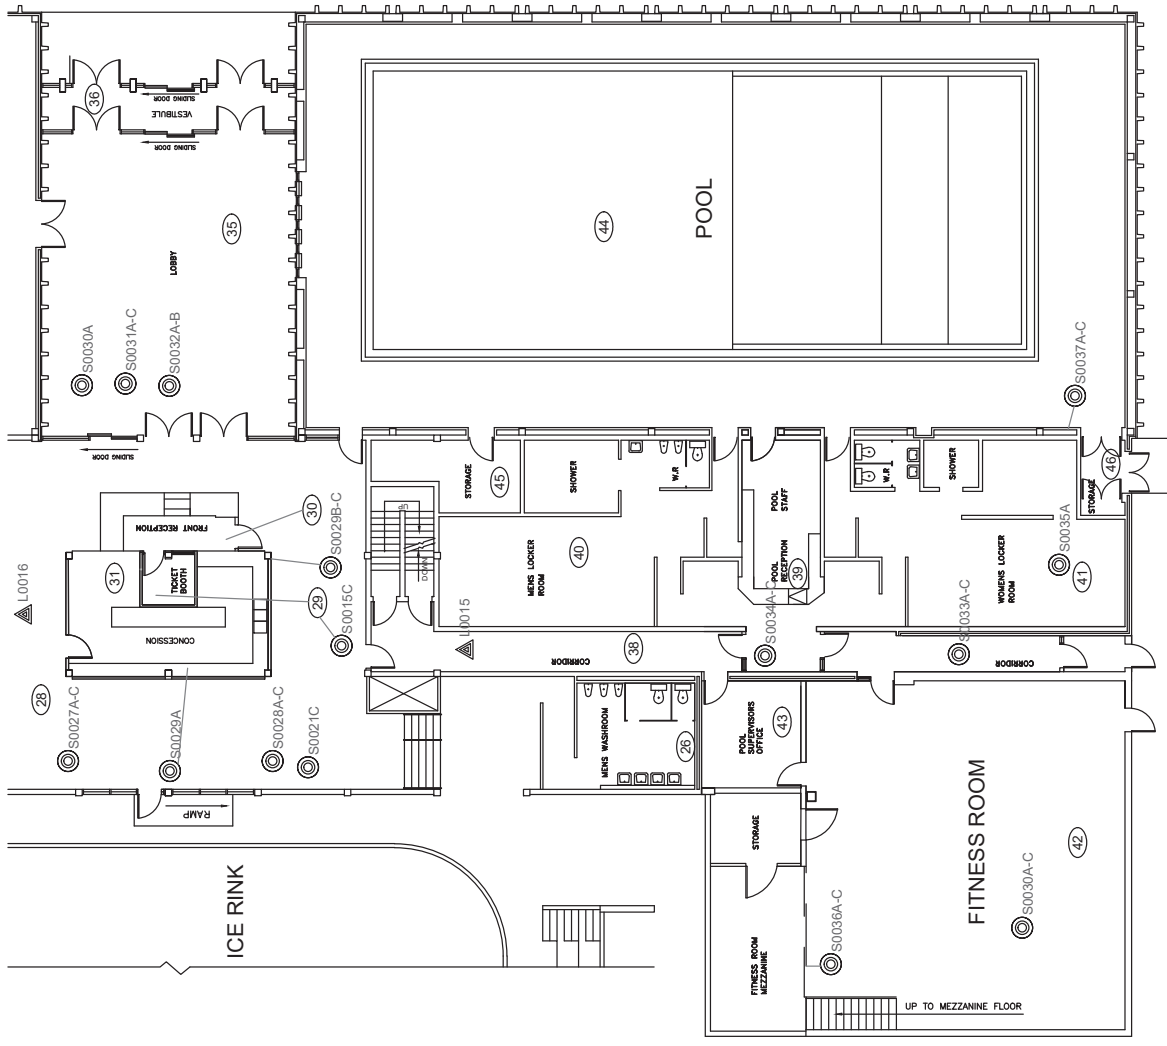 36
SLIDING DOOR
VESTIBULE
SLIDING DOOR
35
LOBBY
44
POOL
S0030A
S0031A-C
S0032A-B
S0037A-C
SLIDING DOOR
STORAGE
45
SHOWER
W.R
POOL
STAFF
W.R
SHOWER
46
STORAGE
FRONT RECEPTION
30
S0029B-C
UP
DOWN
MENS LOCKER
ROOM
40
POOL
RECEPTION
39
S0035A
WOMENS LOCKER
ROOM
41
L0016
31
TICKET
BOOTH
29
S0015C
CONCESSION
L0015
CORRIDOR
38
S0034A-C
S0033A-C
CORRIDOR
28
S0027A-C
S0029A
S0028A-C
S0021C
MENS WASHROOM
26
POOL
SUPERVISORS
OFFICE
43
RAMP
STORAGE
FITNESS ROOM
42
ICE RINK
FITNESS ROOM
MEZZANINE
S0036A-C
S0030A-C
UP TO MEZZANINE FLOOR